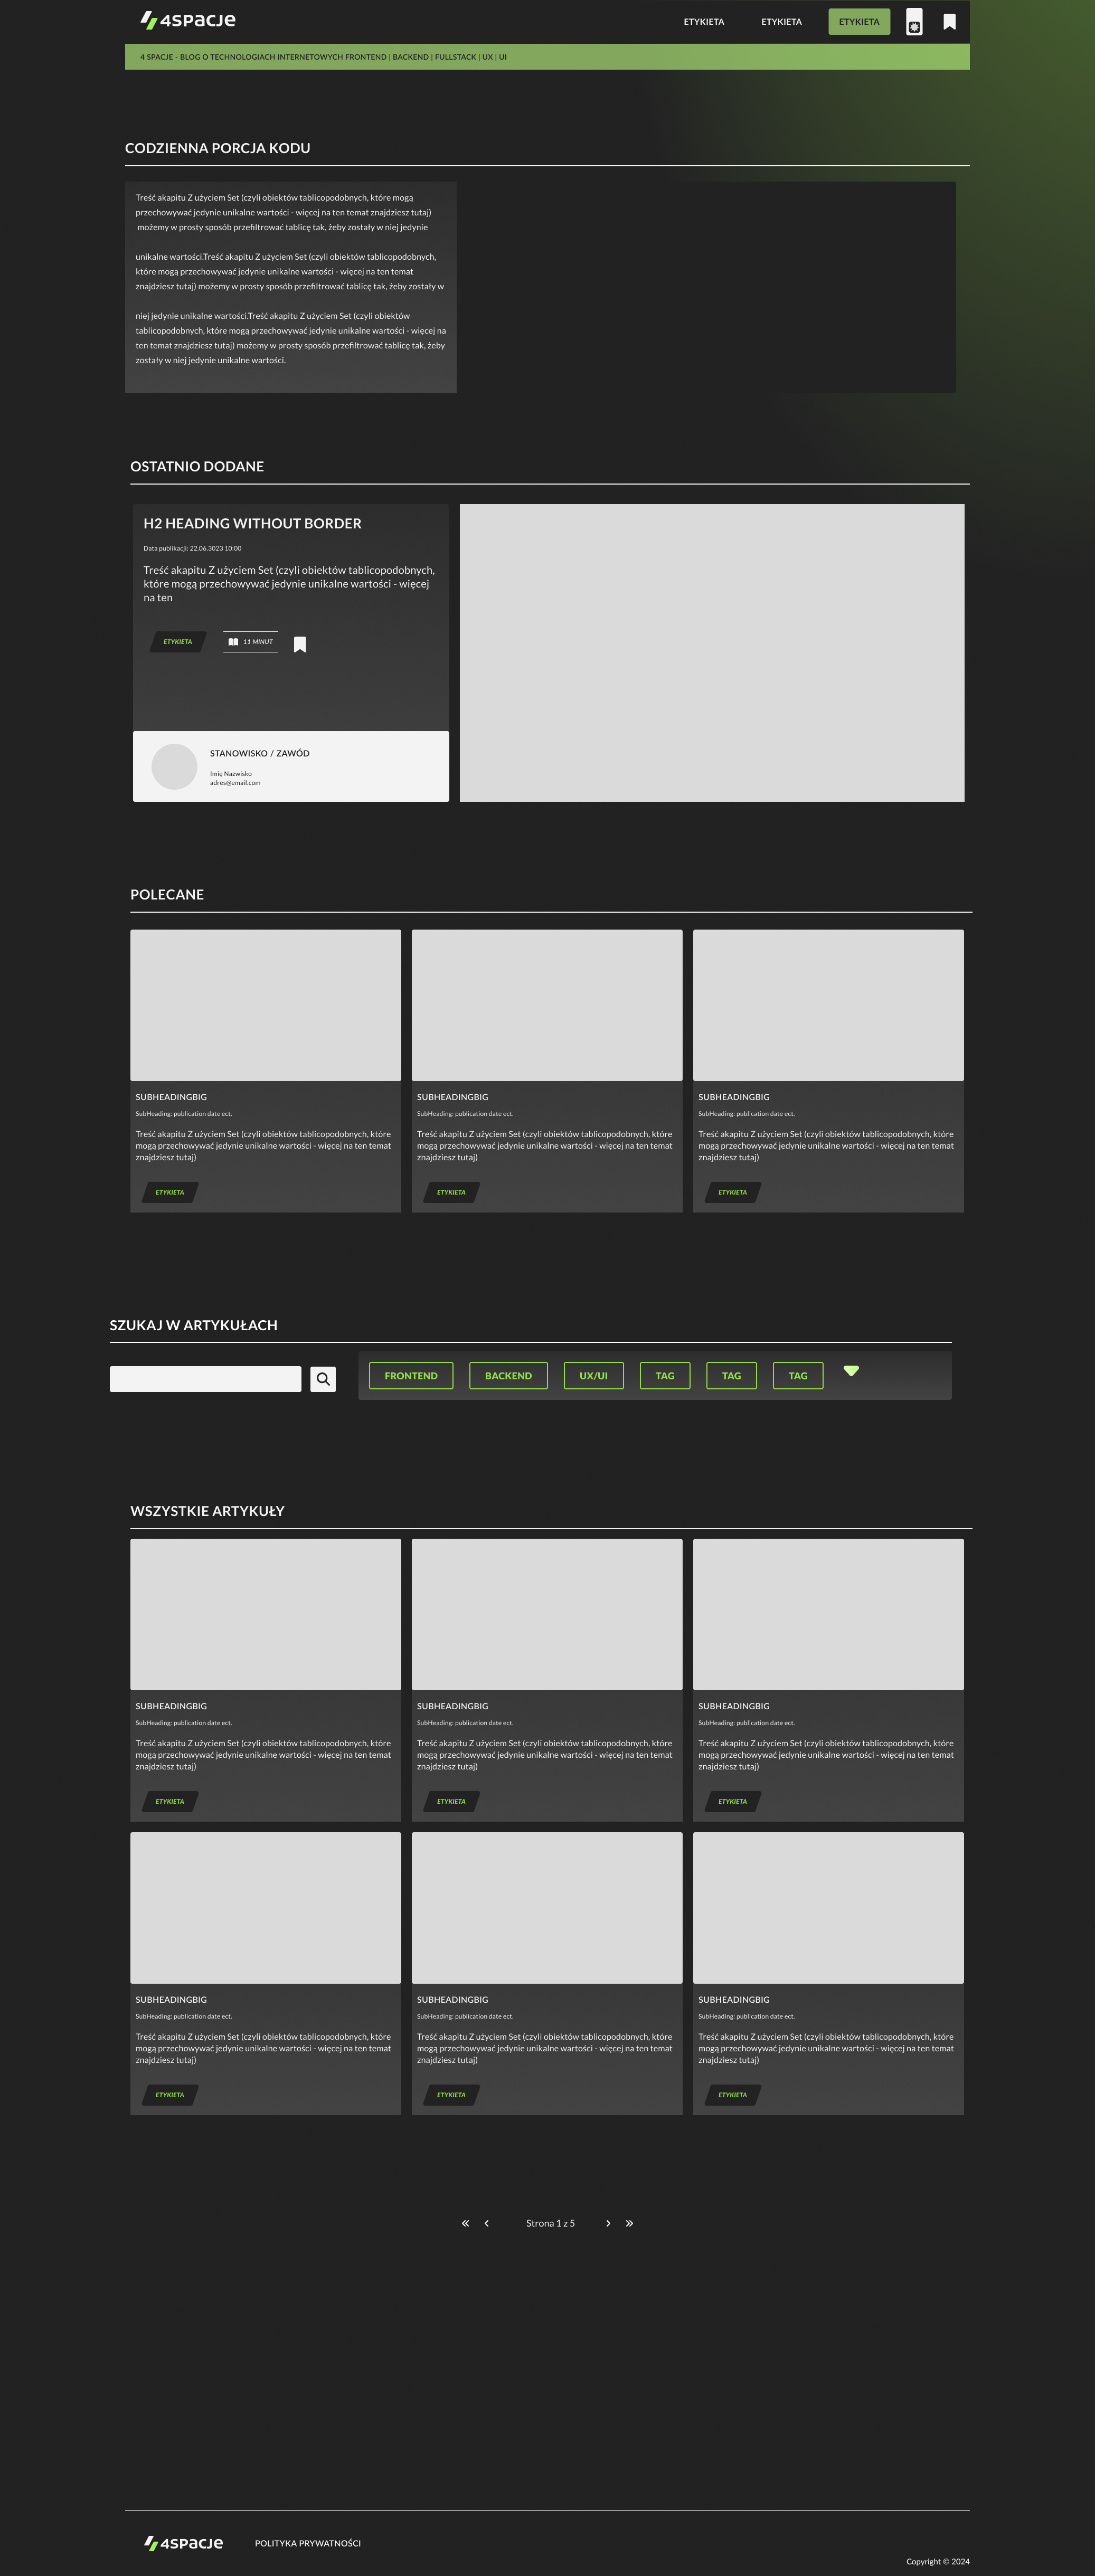 4spacje
ETYKIETA
ETYKIETA
ETYKIETA
4 SPACJE - BLOG O TECHNOLOGIACH INTERNETOWYCH FRONTEND | BACKEND | FULLSTACK | UX | UI
CODZIENNA PORCJA KODU
Treść akapitu Z użyciem Set (czyli obiektów tablicopodobnych, które mogą
przechowywać jedynie unikalne wartości - więcej na ten temat znajdziesz tutaj)
możemy w prosty sposób przefiltrować tablicę tak, żeby zostały w niej jedynie
unikalne wartości.Treść akapitu Z użyciem Set (czyli obiektów tablicopodobnych,
które mogą przechowywać jedynie unikalne wartości - więcej na ten temat
znajdziesz tutaj) możemy w prosty sposób przefiltrować tablicę tak, żeby zostały w
niej jedynie unikalne wartości.Treść akapitu Z użyciem Set (czyli obiektów
tablicopodobnych, które mogą przechowywać jedynie unikalne wartości - więcej na
ten temat znajdziesz tutaj) możemy w prosty sposób przefiltrować tablicę tak, żeby
zostały w niej jedynie unikalne wartości.
OSTATNIO DODANE
H2 HEADING WITHOUT BORDER
Data publikacji: 22.06.3023 10:00
Treść akapitu Z użyciem Set (czyli obiektów tablicopodobnych,
które mogą przechowywać jedynie unikalne wartości - więcej
na ten
ETYKIETA
11 MINUT
STANOWISKO / ZAWÓD
Imię Nazwisko
adres@email.com
POLECANE
SUBHEADINGBIG
SubHeading: publication date ect.
Treść akapitu Z użyciem Set (czyli obiektów tablicopodobnych, które
mogą przechowywać jedynie unikalne wartości - więcej na ten temat
znajdziesz tutaj)
ETYKIETA
SUBHEADINGBIG
SubHeading: publication date ect.
Treść akapitu Z użyciem Set (czyli obiektów tablicopodobnych, które
mogą przechowywać jedynie unikalne wartości - więcej na ten temat
znajdziesz tutaj)
ETYKIETA
SUBHEADINGBIG
SubHeading: publication date ect.
Treść akapitu Z użyciem Set (czyli obiektów tablicopodobnych, które
mogą przechowywać jedynie unikalne wartości - więcej na ten temat
znajdziesz tutaj)
ETYKIETA
SZUKAJ W ARTYKUŁACH
FRONTEND
BACKEND
UX/UI
TAG
TAG
TAG
WSZYSTKIE ARTYKUŁY
SUBHEADINGBIG
SubHeading: publication date ect.
Treść akapitu Z użyciem Set (czyli obiektów tablicopodobnych, które
mogą przechowywać jedynie unikalne wartości - więcej na ten temat
znajdziesz tutaj)
ETYKIETA
SUBHEADINGBIG
SubHeading: publication date ect.
Treść akapitu Z użyciem Set (czyli obiektów tablicopodobnych, które
mogą przechowywać jedynie unikalne wartości - więcej na ten temat
znajdziesz tutaj)
ETYKIETA
SUBHEADINGBIG
SubHeading: publication date ect.
Treść akapitu Z użyciem Set (czyli obiektów tablicopodobnych, które
mogą przechowywać jedynie unikalne wartości - więcej na ten temat
znajdziesz tutaj)
ETYKIETA
SUBHEADINGBIG
SubHeading: publication date ect.
Treść akapitu Z użyciem Set (czyli obiektów tablicopodobnych, które
mogą przechowywać jedynie unikalne wartości - więcej na ten temat
znajdziesz tutaj)
ETYKIETA
SUBHEADINGBIG
SubHeading: publication date ect.
Treść akapitu Z użyciem Set (czyli obiektów tablicopodobnych, które
mogą przechowywać jedynie unikalne wartości - więcej na ten temat
znajdziesz tutaj)
ETYKIETA
SUBHEADINGBIG
SubHeading: publication date ect.
Treść akapitu Z użyciem Set (czyli obiektów tablicopodobnych, które
mogą przechowywać jedynie unikalne wartości - więcej na ten temat
znajdziesz tutaj)
ETYKIETA
Strona 1 z 5
4spacje
POLITYKA PRYWATNOŚCI
Copyright © 2024